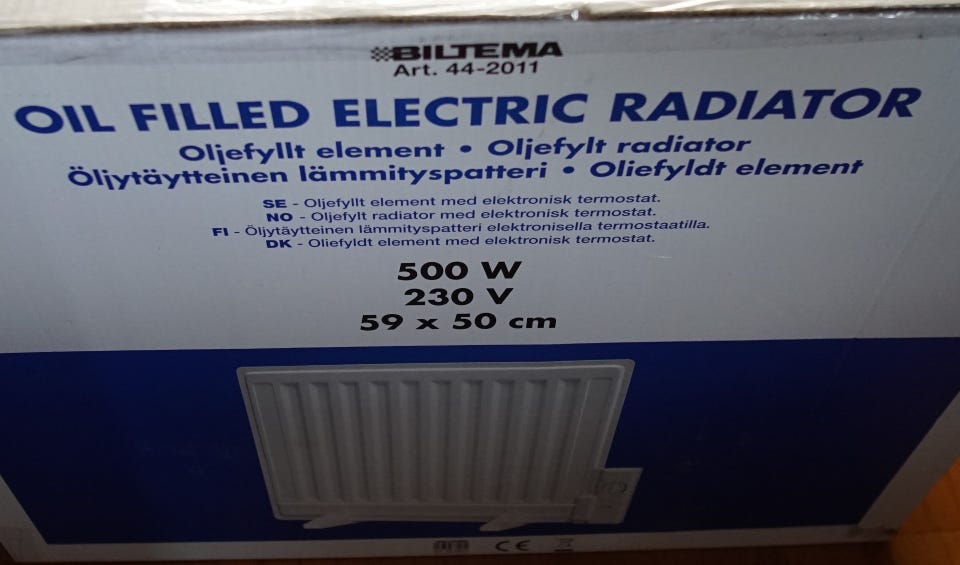 BILTEMA
Art. 44-2011
OIL FILLED ELECTRIC RADIATOR
Oljefyllt element • Oljefylt radiator
Öljytäytteinen lämmityspatteri • Oliefyldt element
SE - Oljefyllt element med elektronisk termostat.
NO - Oljefylt radiator med elektronisk termostat.
FI - Öljytäytteinen lämmityspatteri elektronisella termostaatilla.
DK - Oliefyldt element med elektronisk termostat.
500 W
230 V
59 x 50 cm
CE